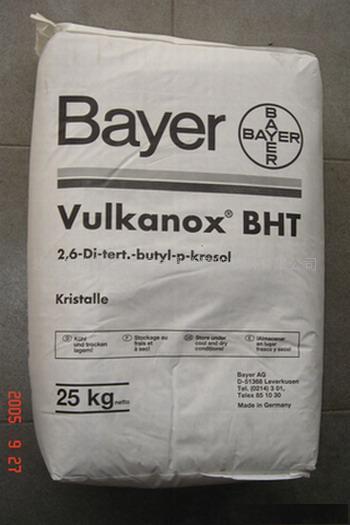 Bayer
BAYER
BAYER
Vulkanox® BHT
2,6-Di-tert.-butyl-p-kresol
Kristalle
D Kühl und trocken lagern!
F Stockage au frais et à sec!
GB Store under cool and dry conditions!
E ¡Almacenar en lugar fresco y seco!
25 kg netto
Bayer AG
D-51368 Leverkusen
Tel. (0214) 3 01,
Telex 85 10 30
Made in Germany
2005 9 27